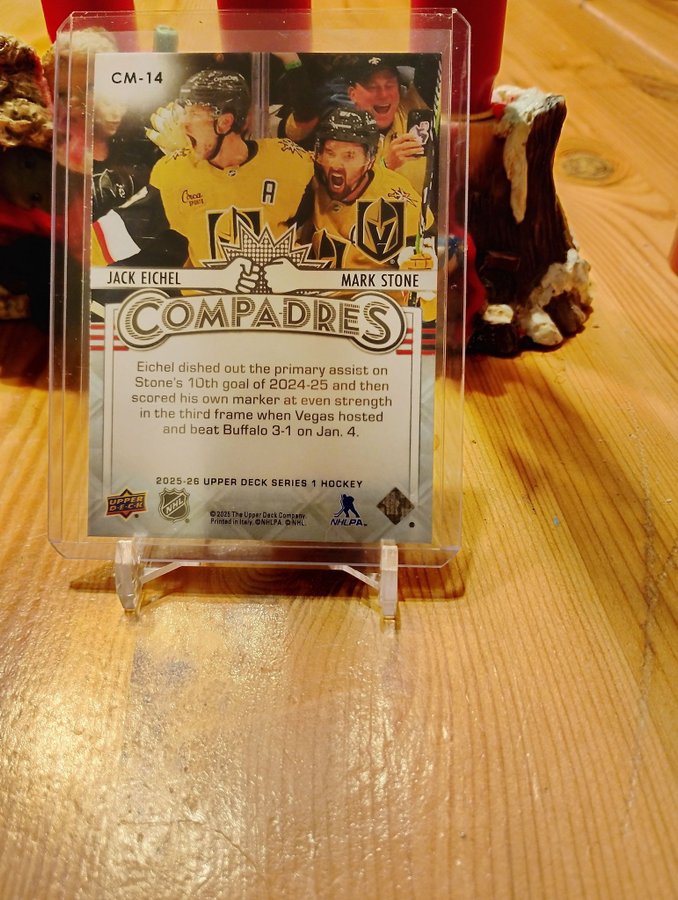 CM-14
Circa
A
JACK EICHEL
MARK STONE
COMPADRES
Eichel dished out the primary assist on
Stone's 10th goal of 2024-25 and then
scored his own marker at even strength
in the third frame when Vegas hosted
and beat Buffalo 3-1 on Jan. 4.
2025-26 UPPER DECK SERIES 1 HOCKEY
UPPER
DECK
NHL
© 2025 The Upper Deck Company.
Printed in Italy. ©NHLPA. ©NHL.
NHLPA